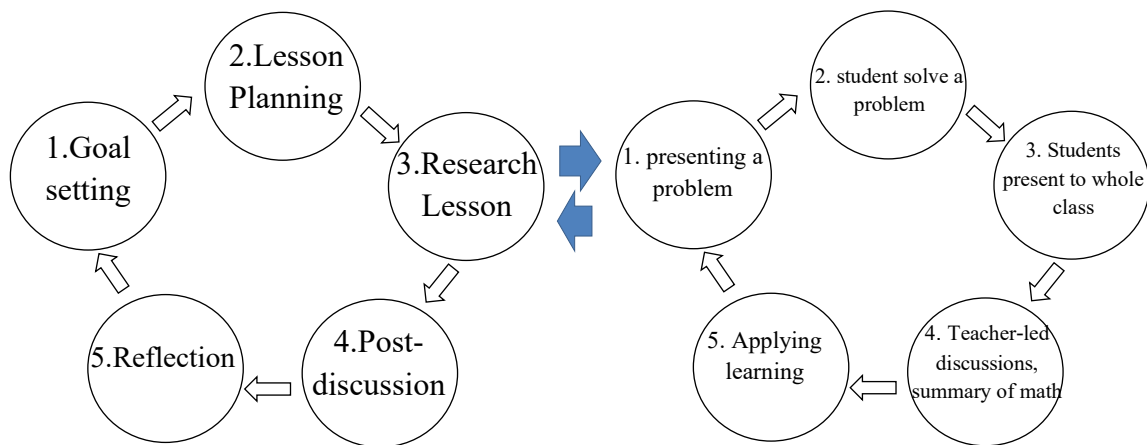 1.Goal
setting
2.Lesson
Planning
3.Research
Lesson
4.Post-
discussion
5.Reflection
1. presenting a
problem
2. student solve a
problem
3. Students
present to whole
class
4. Teacher-led
discussions,
summary of math
5. Applying
learning